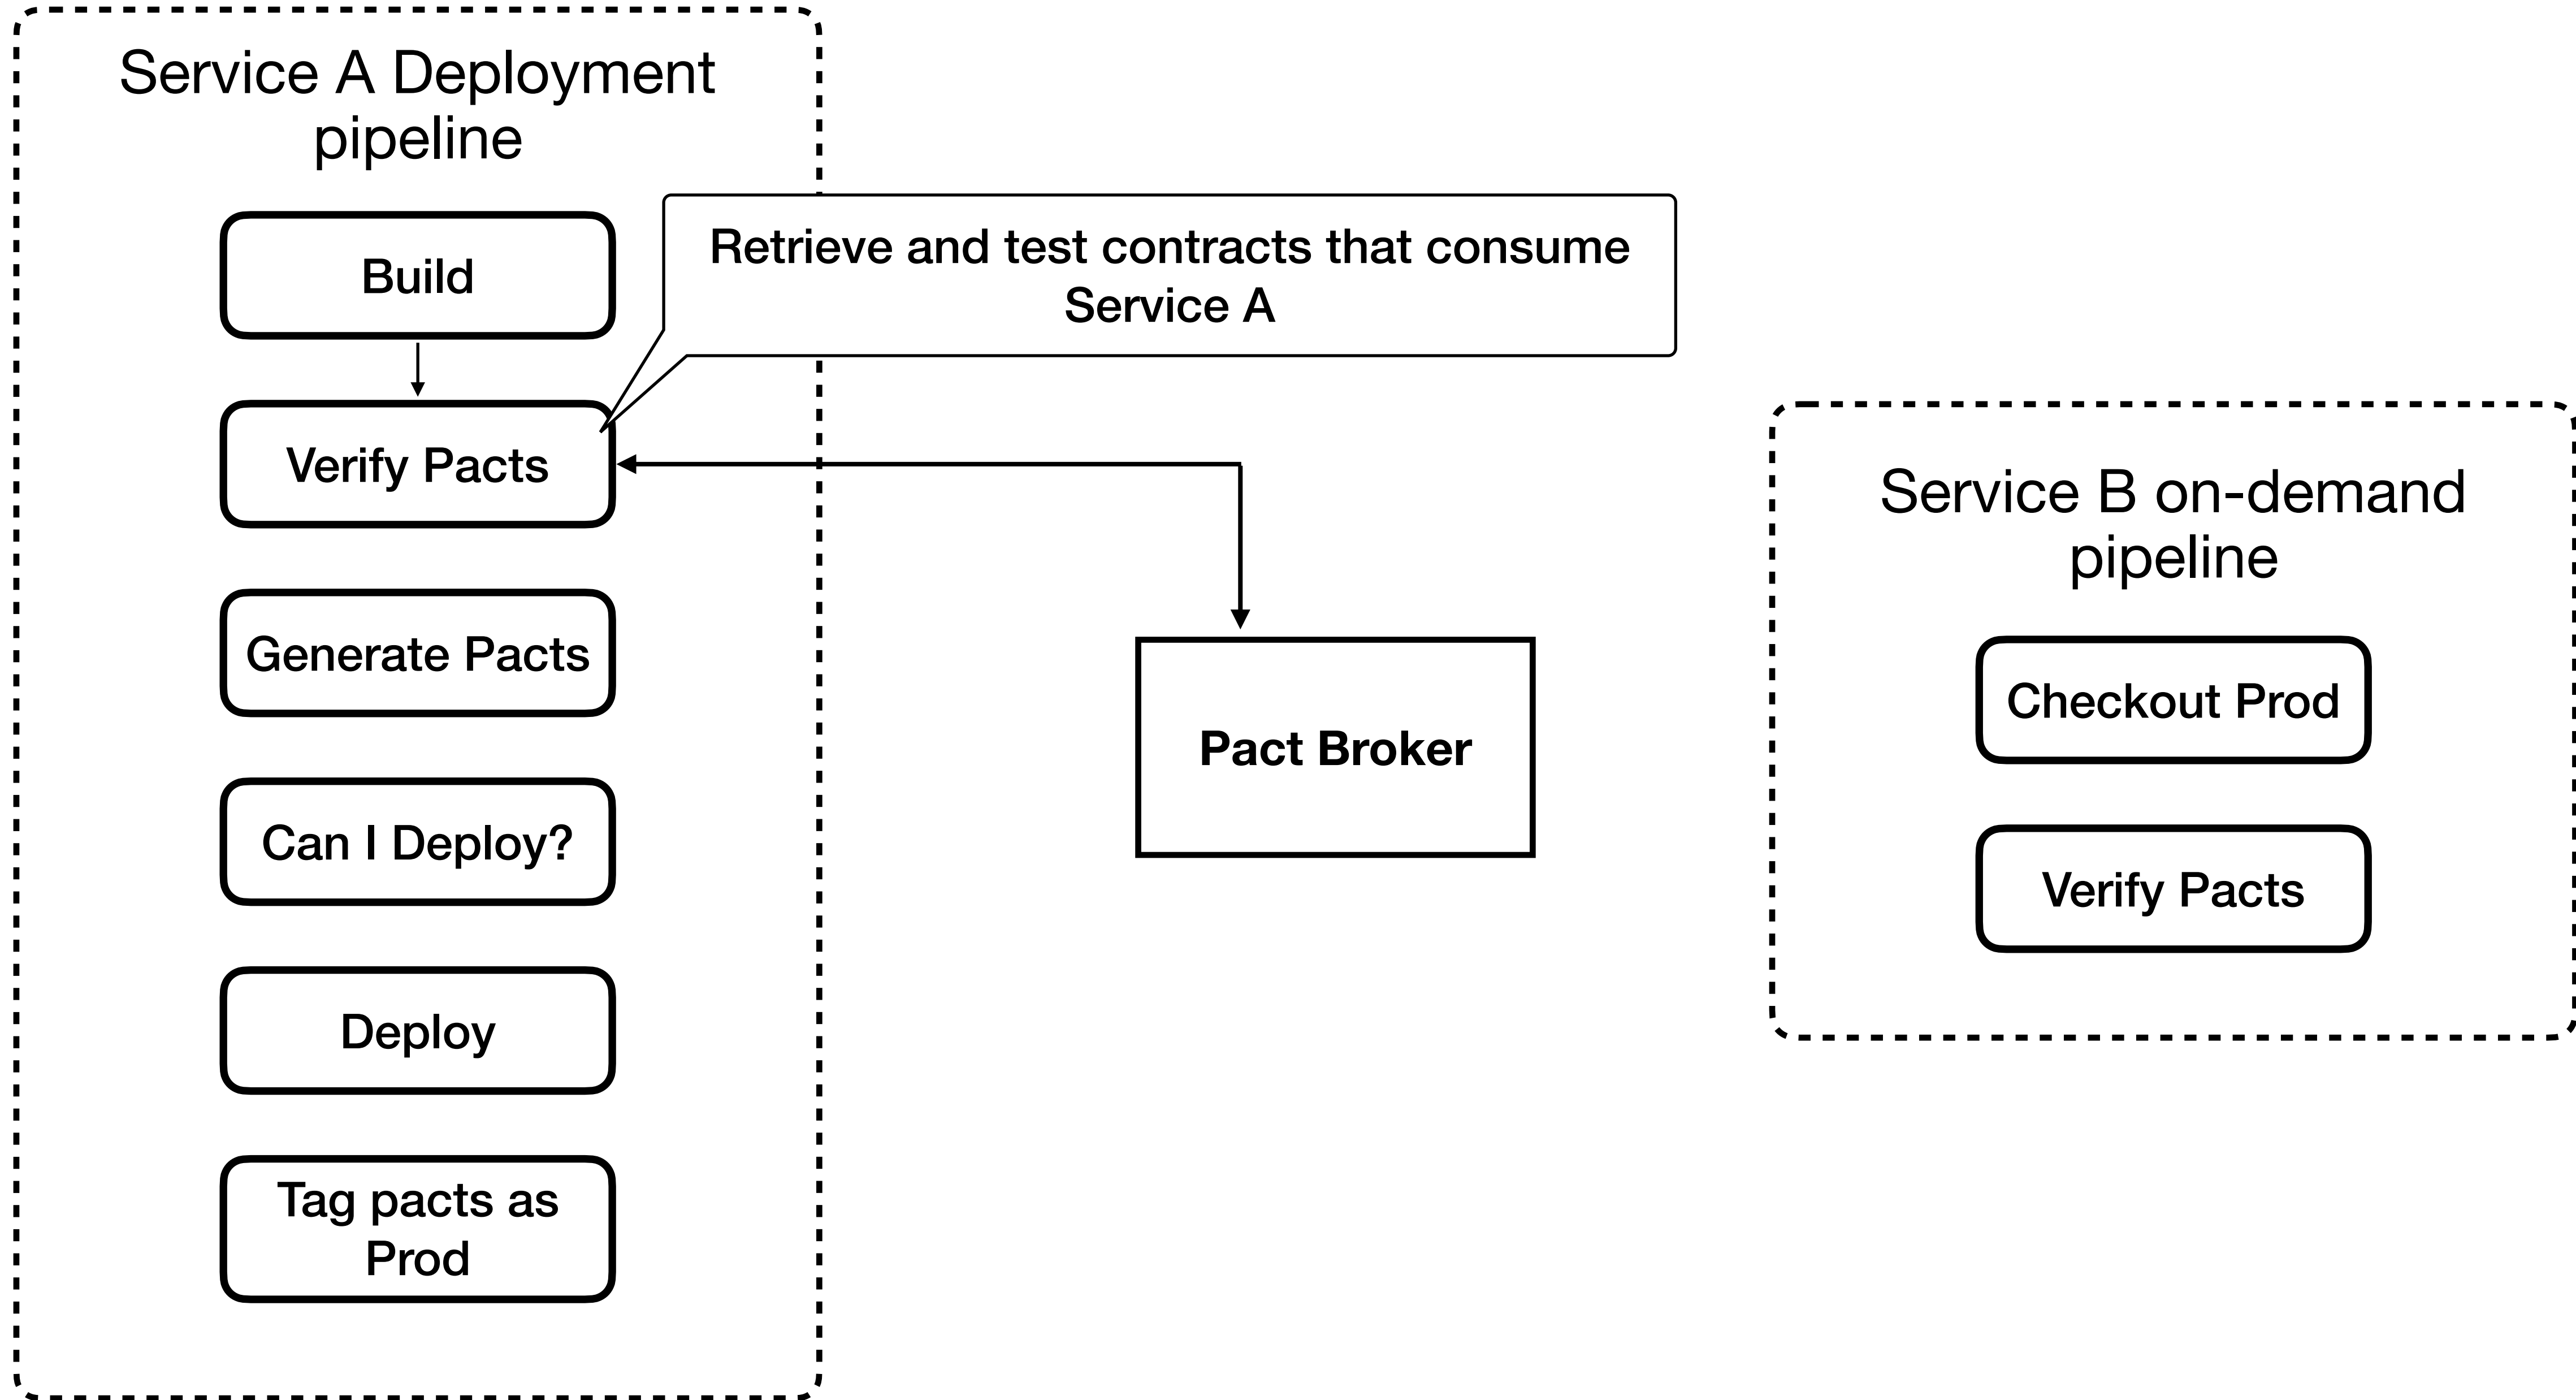 Service A Deployment
pipeline
Build
Retrieve and test contracts that consume
Service A
Verify Pacts
Generate Pacts
Can I Deploy?
Deploy
Tag pacts as
Prod
Pact Broker
Service B on-demand
pipeline
Checkout Prod
Verify Pacts